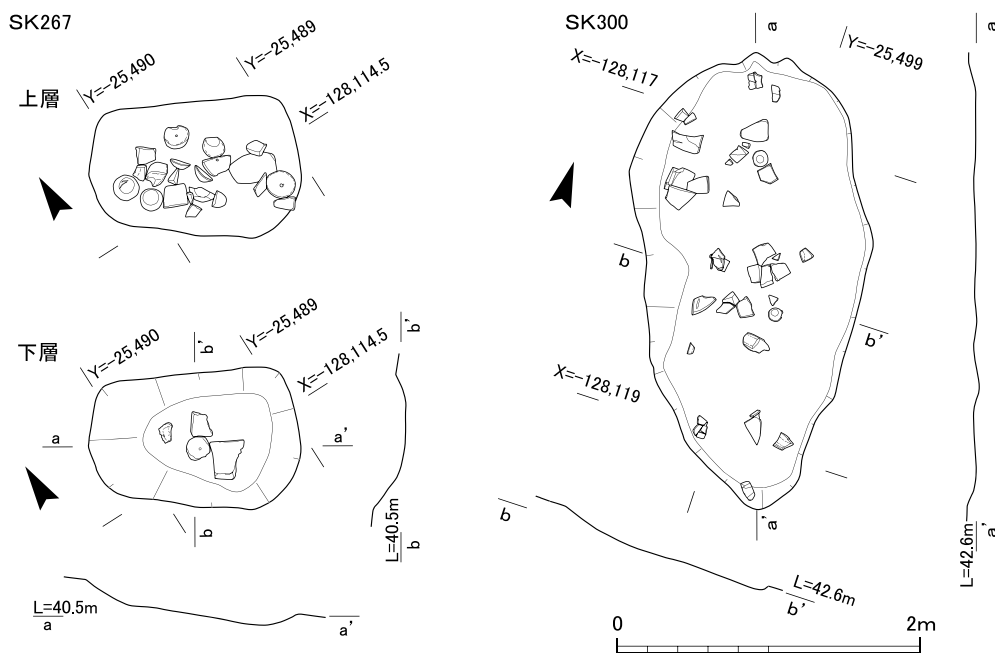 SK267
上層
Y=-25,490
Y=-25,489
X=-128,114.5
下層
Y=-25,490
Y=-25,489
X=-128,114.5
b'
b'
a
a'
b
L=40.5m
b
L=40.5m
a
a'
SK300
a
a
X=-128,117
Y=-25,499
b
b'
X=-128,119
a'
L=42.6m
a'
b
L=42.6m
b'
0
2m